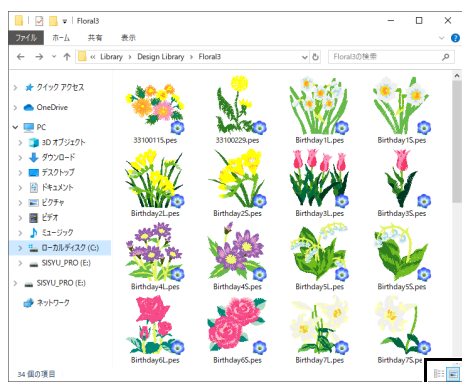 Floral3
ファイル ホーム 共有 表示
« Library › Design Library › Floral3
Floral3の検索
クイック アクセス
OneDrive
PC
3D オブジェクト
ダウンロード
デスクトップ
ドキュメント
ピクチャ
ビデオ
ミュージック
ローカルディスク (C:)
SISYU_PRO (E:)
SISYU_PRO (E:)
ネットワーク
33100115.pes 33100229.pes Birthday1L.pes Birthday1S.pes
Birthday2L.pes Birthday2S.pes Birthday3L.pes Birthday3S.pes
Birthday4L.pes Birthday4S.pes Birthday5L.pes Birthday5S.pes
Birthday6L.pes Birthday6S.pes Birthday7L.pes Birthday7S.pes
34 個の項目